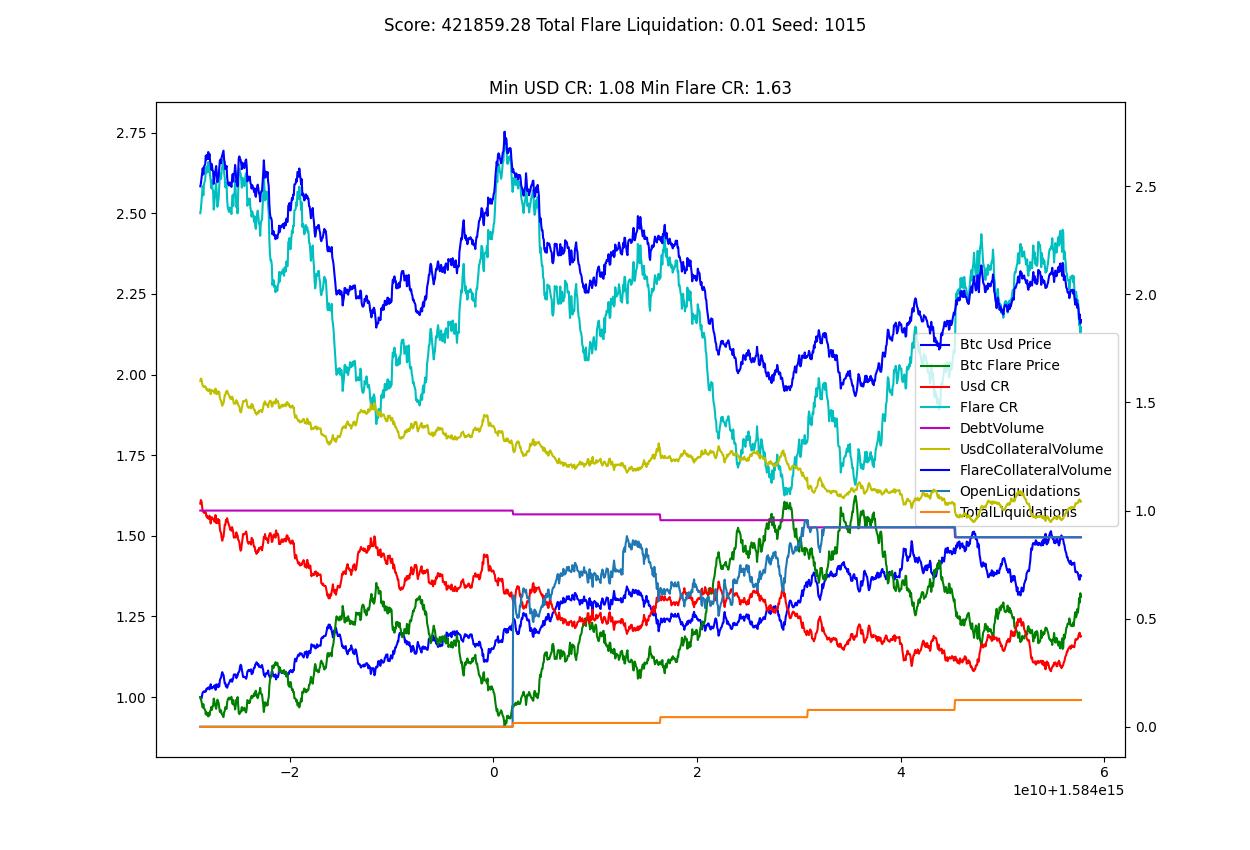 Score: 421859.28 Total Flare Liquidation: 0.01 Seed: 1015
Min USD CR: 1.08 Min Flare CR: 1.63
2.75
2.50
2.25
2.00
1.75
1.50
1.25
1.00
2.5
2.0
1.5
1.0
0.5
0.0
Btc Usd Price
Btc Flare Price
Usd CR
Flare CR
DebtVolume
UsdCollateralVolume
FlareCollateralVolume
OpenLiquidations
TotalLiquidations
−2 0 2 4 6
1e10+1.584e15